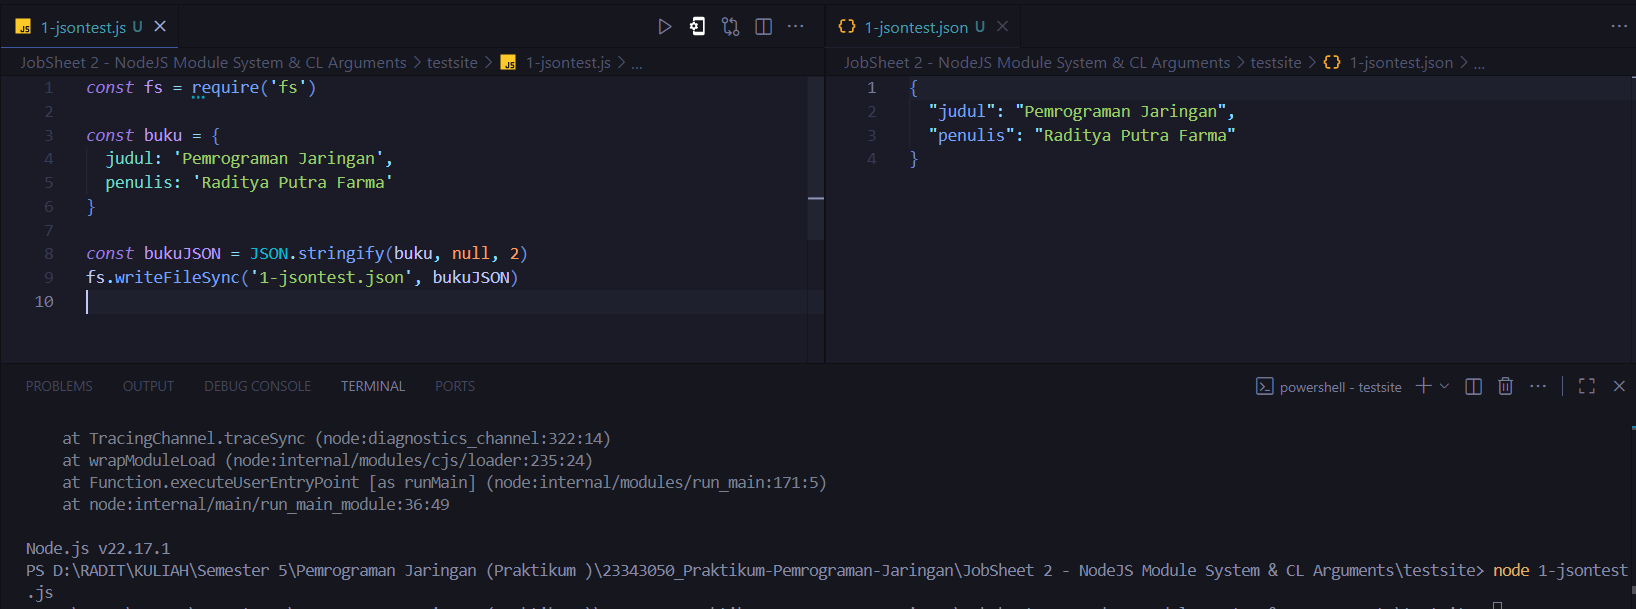 JS 1-jsontest.js U
1-jsontest.json U
JobSheet 2 - NodeJS Module System & CL Arguments > testsite > JS 1-jsontest.js > ...
JobSheet 2 - NodeJS Module System & CL Arguments > testsite > {} 1-jsontest.json > ...
1 const fs = require('fs')
2
3 const buku = {
4 judul: 'Pemrograman Jaringan',
5 penulis: 'Raditya Putra Farma'
6 }
7
8 const bukuJSON = JSON.stringify(buku, null, 2)
9 fs.writeFileSync('1-jsontest.json', bukuJSON)
10
1 {
2 "judul": "Pemrograman Jaringan",
3 "penulis": "Raditya Putra Farma"
4 }
PROBLEMS OUTPUT DEBUG CONSOLE TERMINAL PORTS
powershell - testsite
at TracingChannel.traceSync (node:diagnostics_channel:322:14)
at wrapModuleLoad (node:internal/modules/cjs/loader:235:24)
at Function.executeUserEntryPoint [as runMain] (node:internal/modules/run_main:171:5)
at node:internal/main/run_main_module:36:49
Node.js v22.17.1
PS D:\RADIT\KULIAH\Semester 5\Pemrograman Jaringan (Praktikum )\23343050_Praktikum-Pemrograman-Jaringan\JobSheet 2 - NodeJS Module System & CL Arguments\testsite> node 1-jsontest
.js